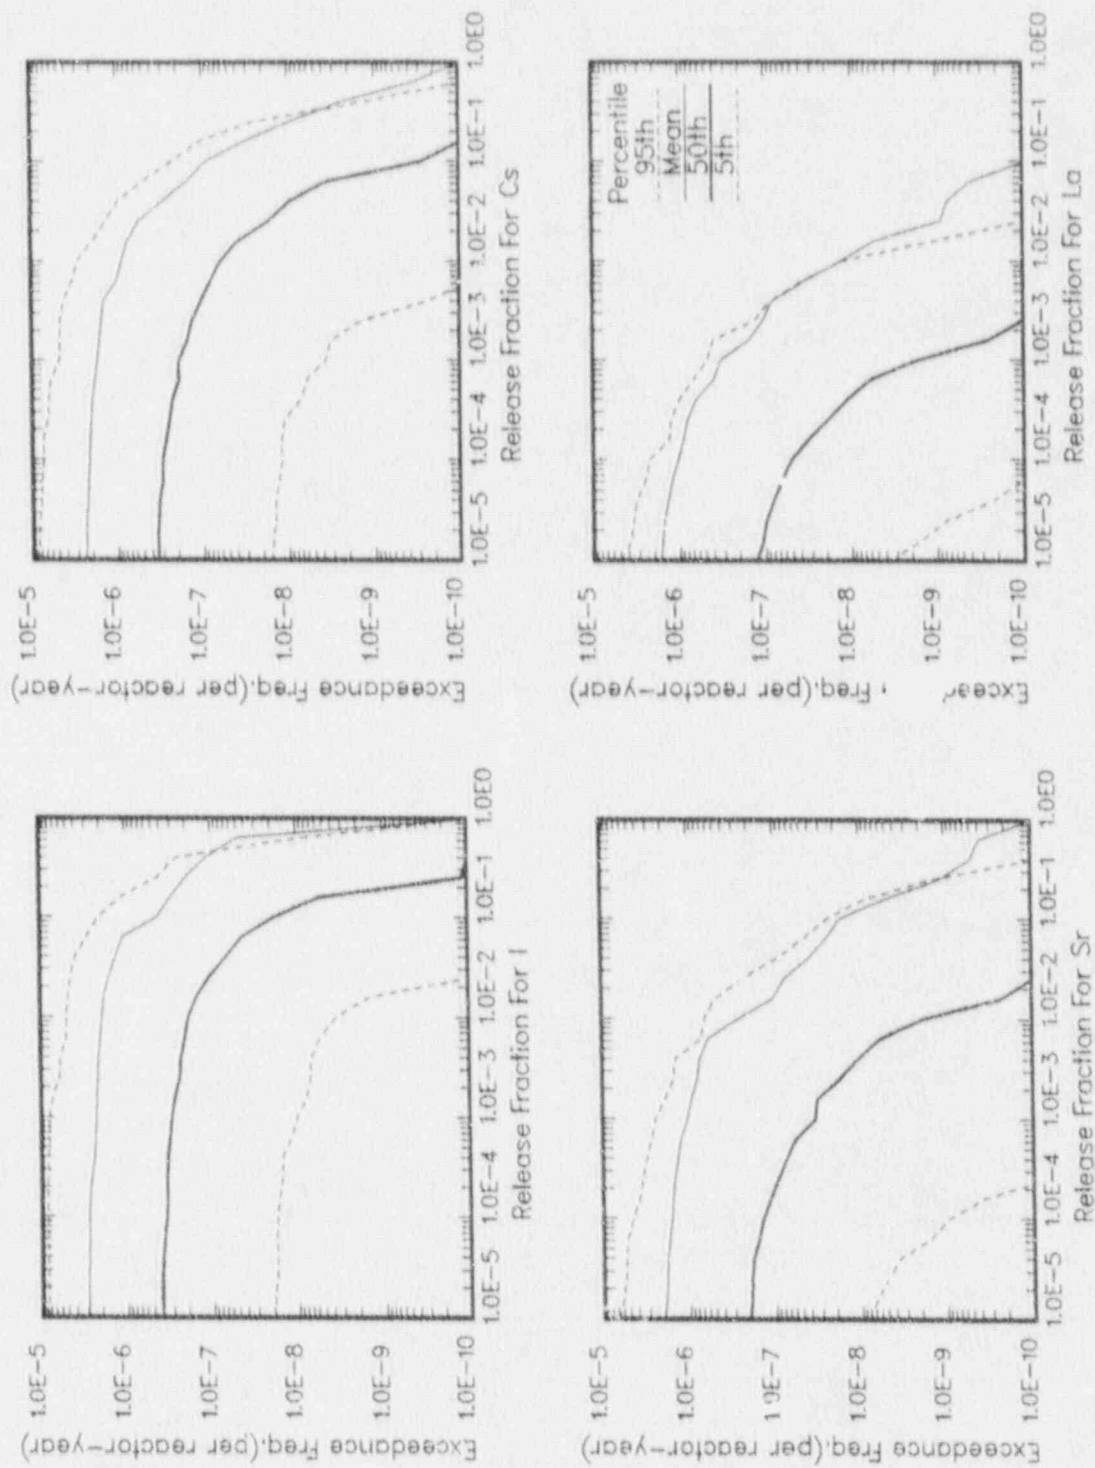 1.0E-5
1.0E-6
1.0E-7
1.0E-8
1.0E-9
1.0E-10
Exceedance Freq.(per reactor-year)
1.0E-5 1.0E-4 1.0E-3 1.0E-2 1.0E-1 1.0E0
Release Fraction For I
1.0E-5
1.0E-6
1.0E-7
1.0E-8
1.0E-9
1.0E-10
Exceedance Freq.(per reactor-year)
1.0E-5 1.0E-4 1.0E-3 1.0E-2 1.0E-1 1.0E0
Release Fraction For Cs
1.0E-5
1.0E-6
1.0E-7
1.0E-8
1.0E-9
1.0E-10
Exceedance Freq.(per reactor-year)
1.0E-5 1.0E-4 1.0E-3 1.0E-2 1.0E-1 1.0E0
Release Fraction For Sr
1.0E-5
1.0E-6
1.0E-7
1.0E-8
1.0E-9
1.0E-10
Freq.(per reactor-year)
Percentile
95th
Mean
50th
5th
1.0E-5 1.0E-4 1.0E-3 1.0E-2 1.0E-1 1.0E0
Release Fraction For La